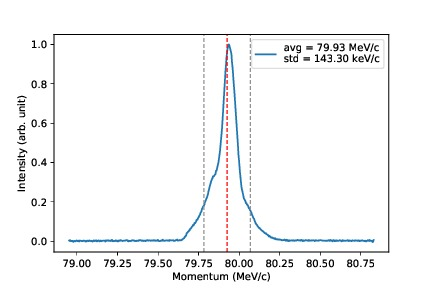 avg = 79.93 MeV/c
std = 143.30 keV/c
1.0
0.8
0.6
0.4
0.2
0.0
Intensity (arb. unit)
79.00 79.25 79.50 79.75 80.00 80.25 80.50 80.75
Momentum (MeV/c)